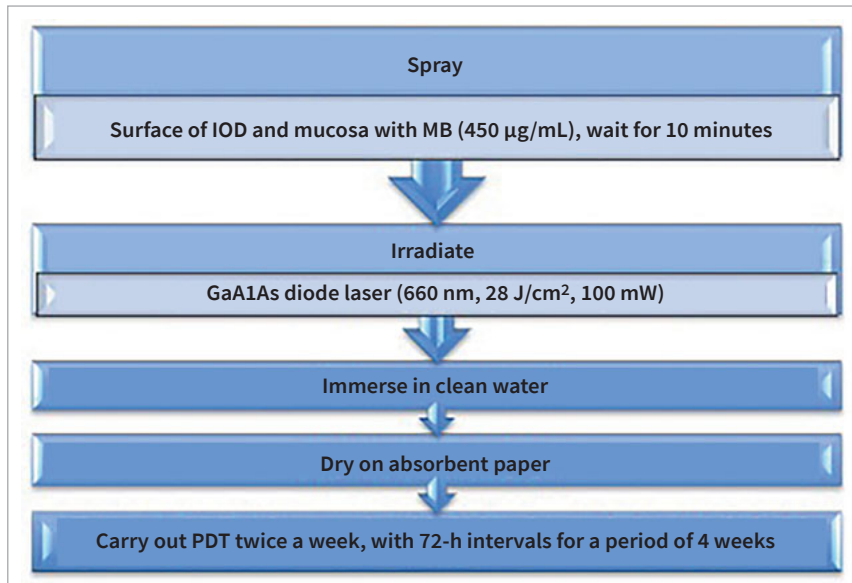 Spray
Surface of IOD and mucosa with MB (450 μg/mL), wait for 10 minutes
Irradiate
GaA1As diode laser (660 nm, 28 J/cm², 100 mW)
Immerse in clean water
Dry on absorbent paper
Carry out PDT twice a week, with 72-h intervals for a period of 4 weeks